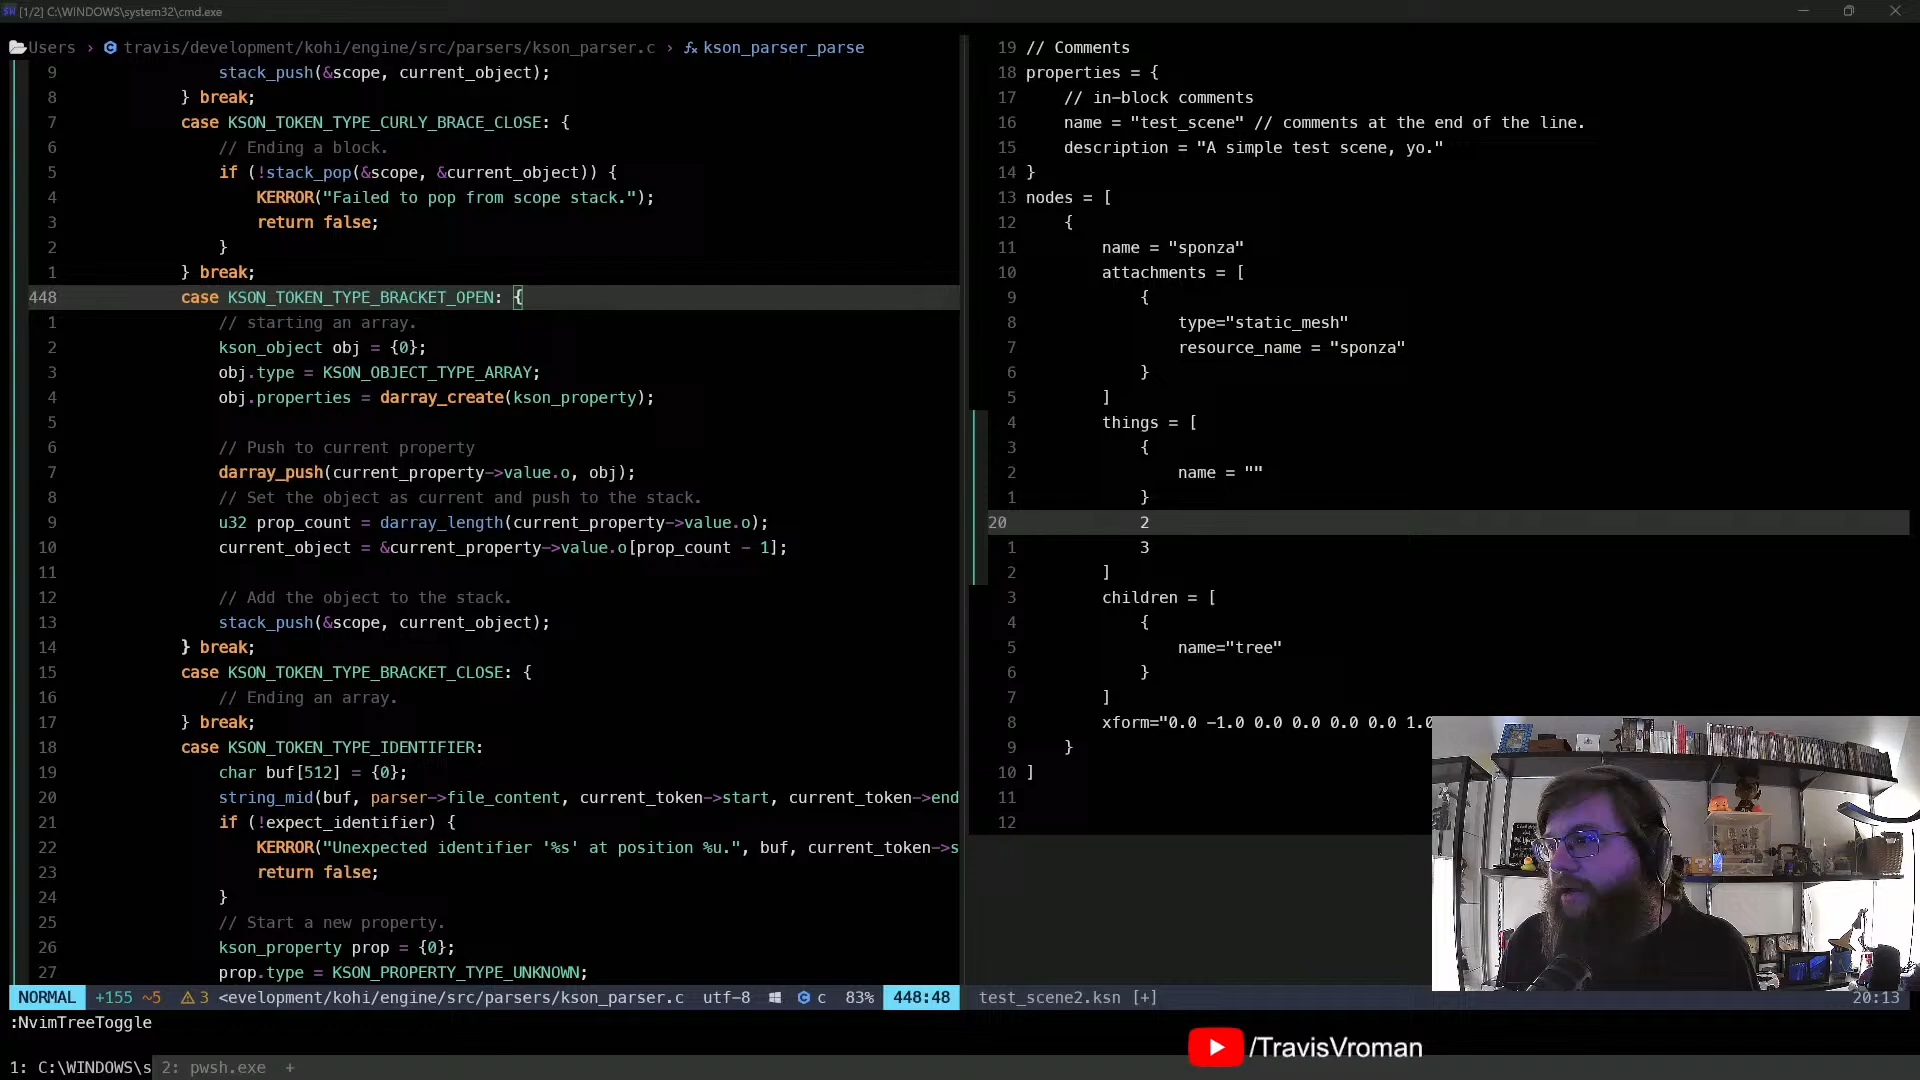 [1/2] C:\WINDOWS\system32\cmd.exe
Users › travis/development/kohi/engine/src/parsers/kson_parser.c › kson_parser_parse
9 stack_push(&scope, current_object);
8 } break;
7 case KSON_TOKEN_TYPE_CURLY_BRACE_CLOSE: {
6 // Ending a block.
5 if (!stack_pop(&scope, &current_object)) {
4 KERROR("Failed to pop from scope stack.");
3 return false;
2 }
1 } break;
448 case KSON_TOKEN_TYPE_BRACKET_OPEN: {
1 // starting an array.
2 kson_object obj = {0};
3 obj.type = KSON_OBJECT_TYPE_ARRAY;
4 obj.properties = darray_create(kson_property);
5
6 // Push to current property
7 darray_push(current_property->value.o, obj);
8 // Set the object as current and push to the stack.
9 u32 prop_count = darray_length(current_property->value.o);
10 current_object = &current_property->value.o[prop_count - 1];
11
12 // Add the object to the stack.
13 stack_push(&scope, current_object);
14 } break;
15 case KSON_TOKEN_TYPE_BRACKET_CLOSE: {
16 // Ending an array.
17 } break;
18 case KSON_TOKEN_TYPE_IDENTIFIER:
19 char buf[512] = {0};
20 string_mid(buf, parser->file_content, current_token->start, current_token->end
21 if (!expect_identifier) {
22 KERROR("Unexpected identifier '%s' at position %u.", buf, current_token->s
23 return false;
24 }
25 // Start a new property.
26 kson_property prop = {0};
27 prop.type = KSON_PROPERTY_TYPE_UNKNOWN;
NORMAL +155 ~5 3 <evelopment/kohi/engine/src/parsers/kson_parser.c utf-8 c 83% 448:48
:NvimTreeToggle
1: C:\WINDOWS\s 2: pwsh.exe +
19 // Comments
18 properties = {
17 // in-block comments
16 name = "test_scene" // comments at the end of the line.
15 description = "A simple test scene, yo."
14 }
13 nodes = [
12 {
11 name = "sponza"
10 attachments = [
9 {
8 type="static_mesh"
7 resource_name = "sponza"
6 }
5 ]
4 things = [
3 {
2 name = ""
1 }
20 2
1 3
2 ]
3 children = [
4 {
5 name="tree"
6 }
7 ]
8 xform="0.0 -1.0 0.0 0.0 0.0 0.0 1.0
9 }
10 ]
11
12
test_scene2.ksn [+] 20:13
/TravisVroman